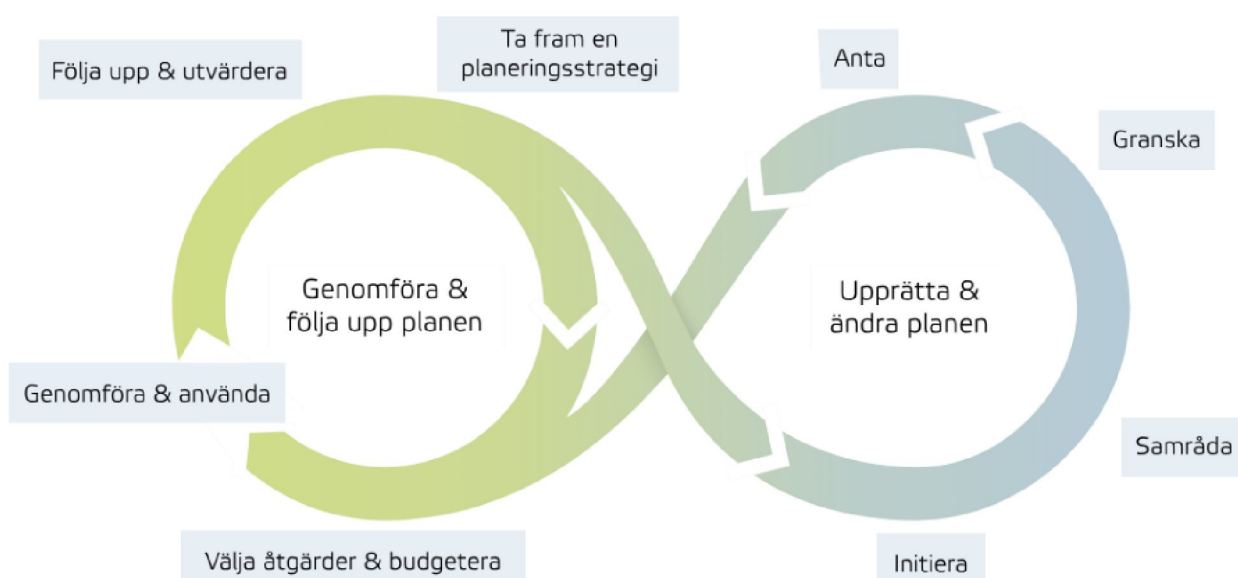 Följa upp & utvärdera
Ta fram en
planeringsstrategi
Anta
Granska
Genomföra &
följa upp planen
Upprätta &
ändra planen
Genomföra & använda
Samråda
Välja åtgärder & budgetera
Initiera